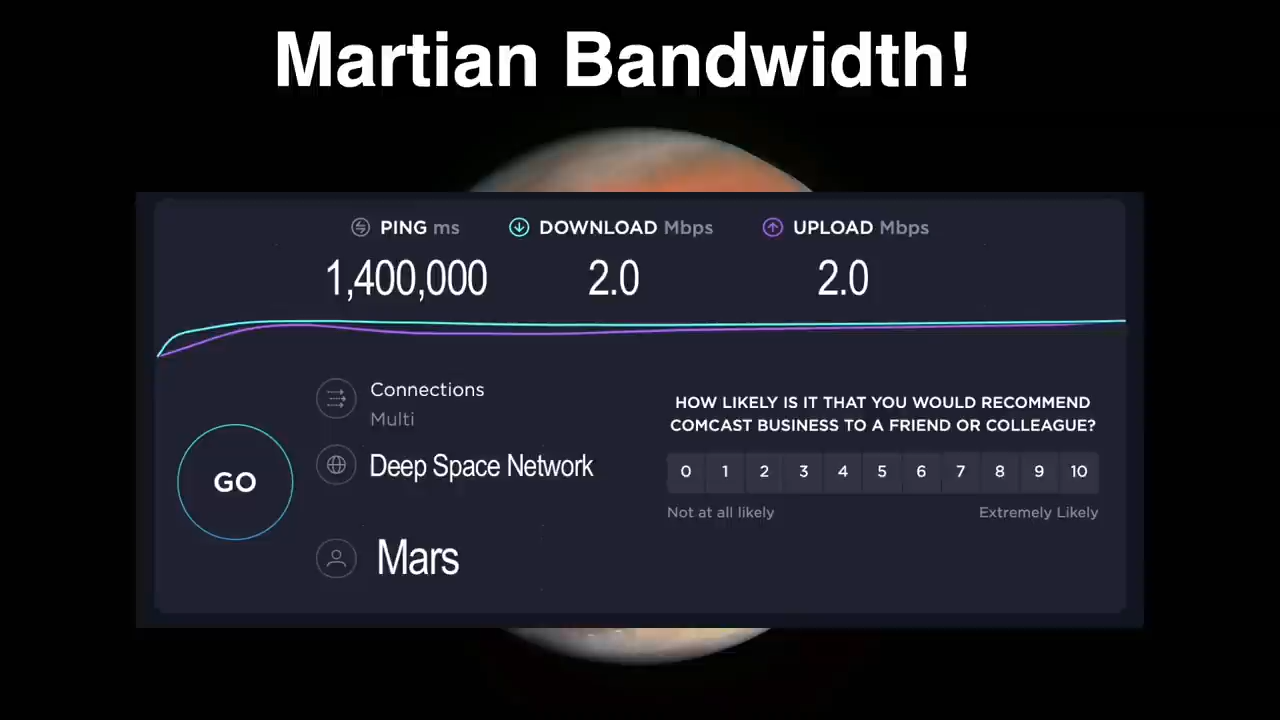 Martian Bandwidth!
PING ms DOWNLOAD Mbps UPLOAD Mbps
1,400,000 2.0 2.0
Connections
Multi
Deep Space Network
GO
Mars
HOW LIKELY IS IT THAT YOU WOULD RECOMMEND
COMCAST BUSINESS TO A FRIEND OR COLLEAGUE?
0 1 2 3 4 5 6 7 8 9 10
Not at all likely Extremely Likely